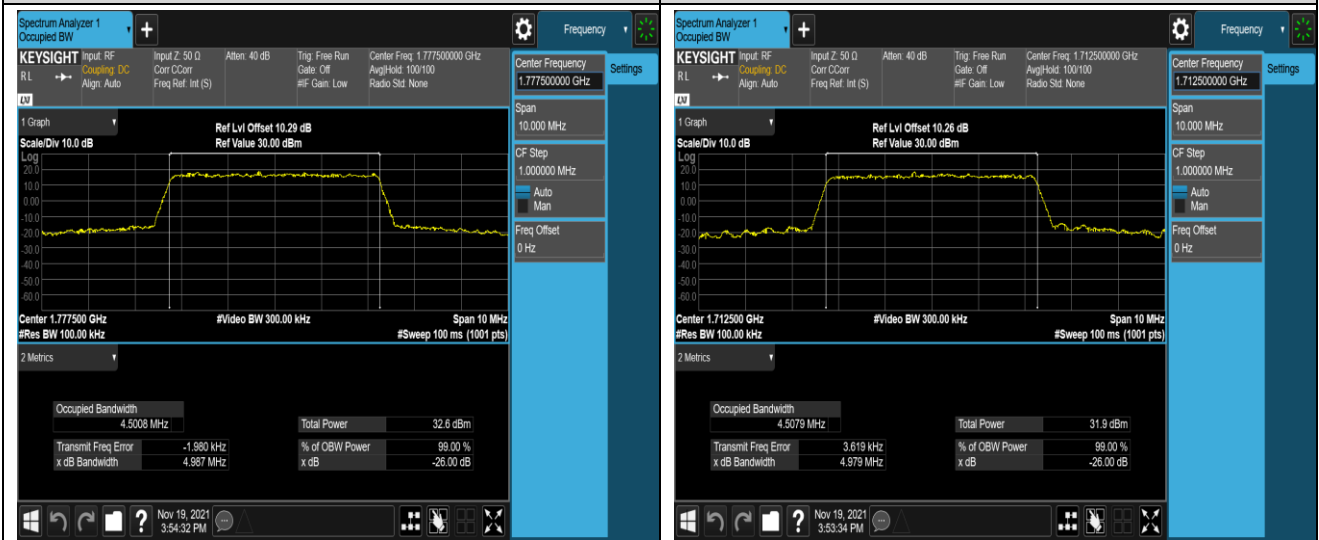 Spectrum Analyzer 1
Occupied BW
+
Frequency
KEYSIGHT
Input: RF
Input Z: 50 Ω
Atten: 40 dB
Trig: Free Run
Center Freq: 1.777500000 GHz
R L
Coupling: DC
Corr CCorr
Gate: Off
Avg|Hold: 100/100
Align: Auto
Freq Ref: Int (S)
#IF Gain: Low
Radio Std: None
LXI
Center Frequency
1.777500000 GHz
Settings
Span
10.000 MHz
CF Step
1.000000 MHz
Auto
Man
Freq Offset
0 Hz
1 Graph
Ref Lvl Offset 10.29 dB
Scale/Div 10.0 dB
Ref Value 30.00 dBm
Log
20.0
10.0
0.00
-10.0
-20.0
-30.0
-40.0
-50.0
-60.0
Center 1.777500 GHz
#Video BW 300.00 kHz
Span 10 MHz
#Res BW 100.00 kHz
#Sweep 100 ms (1001 pts)
2 Metrics
Occupied Bandwidth
4.5008 MHz
Total Power 32.6 dBm
Transmit Freq Error -1.980 kHz
% of OBW Power 99.00 %
x dB Bandwidth 4.987 MHz
x dB -26.00 dB
?
Nov 19, 2021
3:54:32 PM
Spectrum Analyzer 1
Occupied BW
+
Frequency
KEYSIGHT
Input: RF
Input Z: 50 Ω
Atten: 40 dB
Trig: Free Run
Center Freq: 1.712500000 GHz
R L
Coupling: DC
Corr CCorr
Gate: Off
Avg|Hold: 100/100
Align: Auto
Freq Ref: Int (S)
#IF Gain: Low
Radio Std: None
LXI
Center Frequency
1.712500000 GHz
Settings
Span
10.000 MHz
CF Step
1.000000 MHz
Auto
Man
Freq Offset
0 Hz
1 Graph
Ref Lvl Offset 10.26 dB
Scale/Div 10.0 dB
Ref Value 30.00 dBm
Log
20.0
10.0
0.00
-10.0
-20.0
-30.0
-40.0
-50.0
-60.0
Center 1.712500 GHz
#Video BW 300.00 kHz
Span 10 MHz
#Res BW 100.00 kHz
#Sweep 100 ms (1001 pts)
2 Metrics
Occupied Bandwidth
4.5079 MHz
Total Power 31.9 dBm
Transmit Freq Error 3.619 kHz
% of OBW Power 99.00 %
x dB Bandwidth 4.979 MHz
x dB -26.00 dB
?
Nov 19, 2021
3:53:34 PM